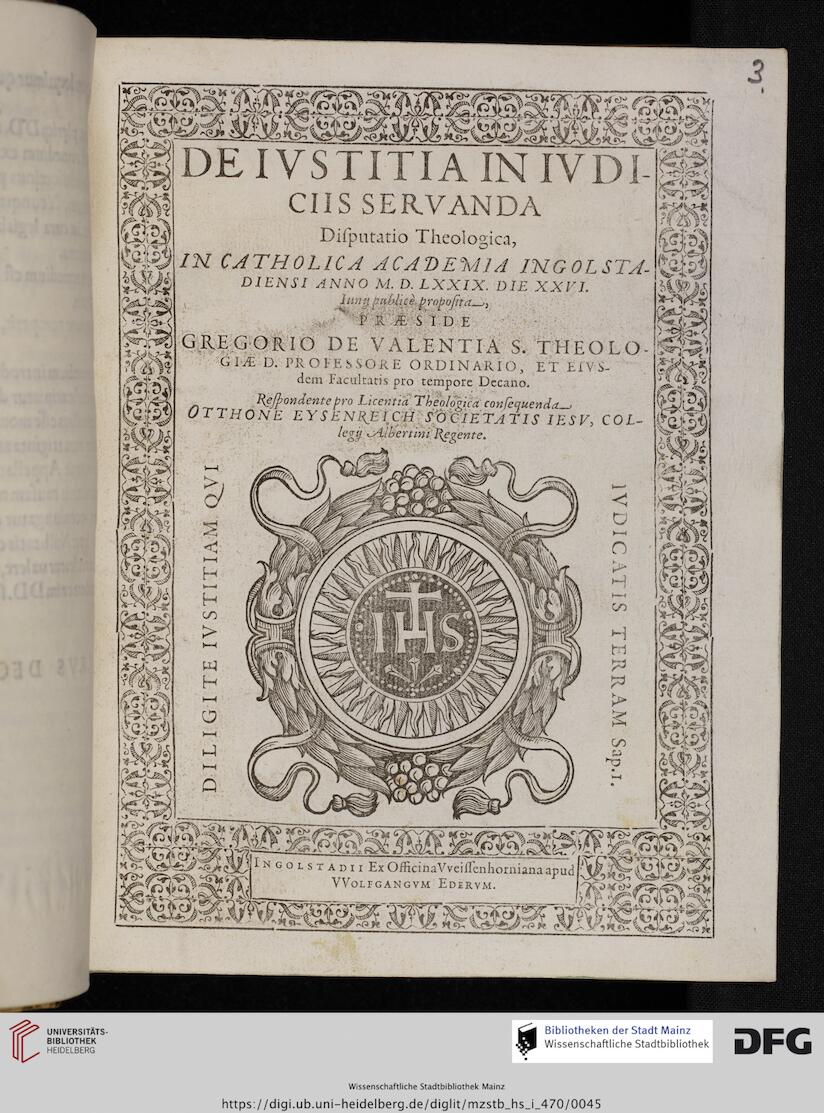 3
DE IVSTITIA IN IVDI-
CIIS SERVANDA
Diſputatio Theologica,
IN CATHOLICA ACADEMIA INGOLSTA-
DIENSI ANNO M. D. LXXIX. DIE XXVI.
Iunij publicè propoſita,
PRÆSIDE
GREGORIO DE VALENTIA S. THEOLO-
GIÆ D. PROFESSORE ORDINARIO, ET EIVS-
dem Facultatis pro tempore Decano.
Reſpondente pro Licentia Theologica conſequenda
OTTHONE EYSENREICH SOCIETATIS IESV, COL-
legij Albertini Regente.
DILIGITE IVSTITIAM QVI
IHS
IVDICATIS TERRAM Sap.1.
INGOLSTADII Ex Officina VVeiſſenhorniana apud
VVOLFGANGVM EDERVM.
UNIVERSITÄTS-
BIBLIOTHEK
HEIDELBERG
Bibliotheken der Stadt Mainz
Wissenschaftliche Stadtbibliothek
DFG
Wissenschaftliche Stadtbibliothek Mainz
https://digi.ub.uni-heidelberg.de/diglit/mzstb_hs_i_470/0045